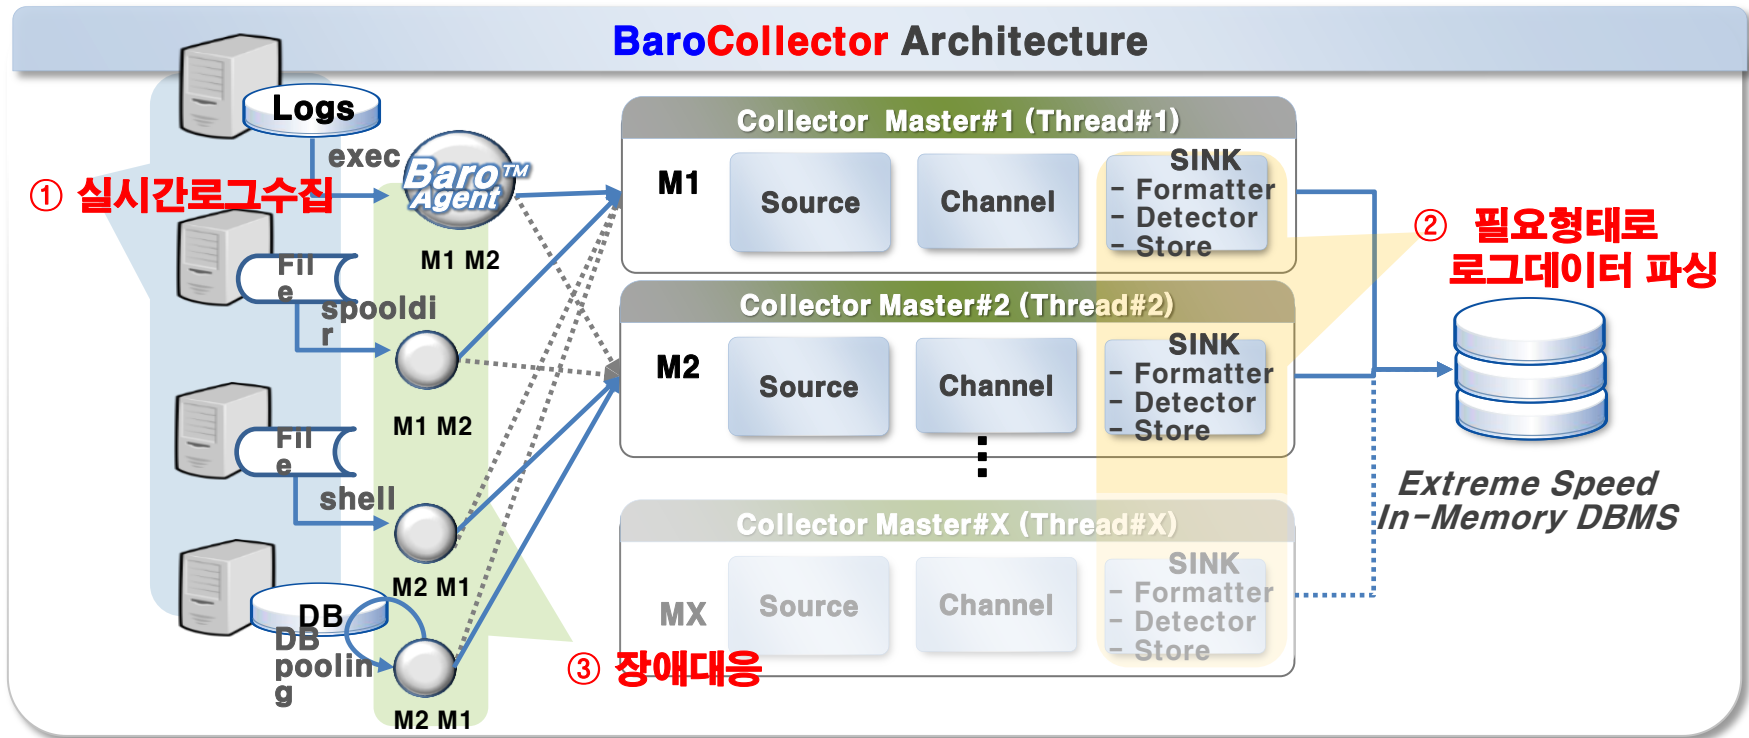 BaroCollector Architecture
Logs
exec
Baro™
Agent
① 실시간로그수집
M1 M2
Fil
e
spooldi
r
M1 M2
Fil
e
shell
M2 M1
DB
DB
poolin
g
M2 M1
③ 장애대응
Collector Master#1 (Thread#1)
M1
Source
Channel
SINK
- Formatter
- Detector
- Store
Collector Master#2 (Thread#2)
M2
Source
Channel
SINK
- Formatter
- Detector
- Store
Collector Master#X (Thread#X)
MX
Source
Channel
SINK
- Formatter
- Detector
- Store
② 필요형태로
로그데이터 파싱
Extreme Speed
In-Memory DBMS